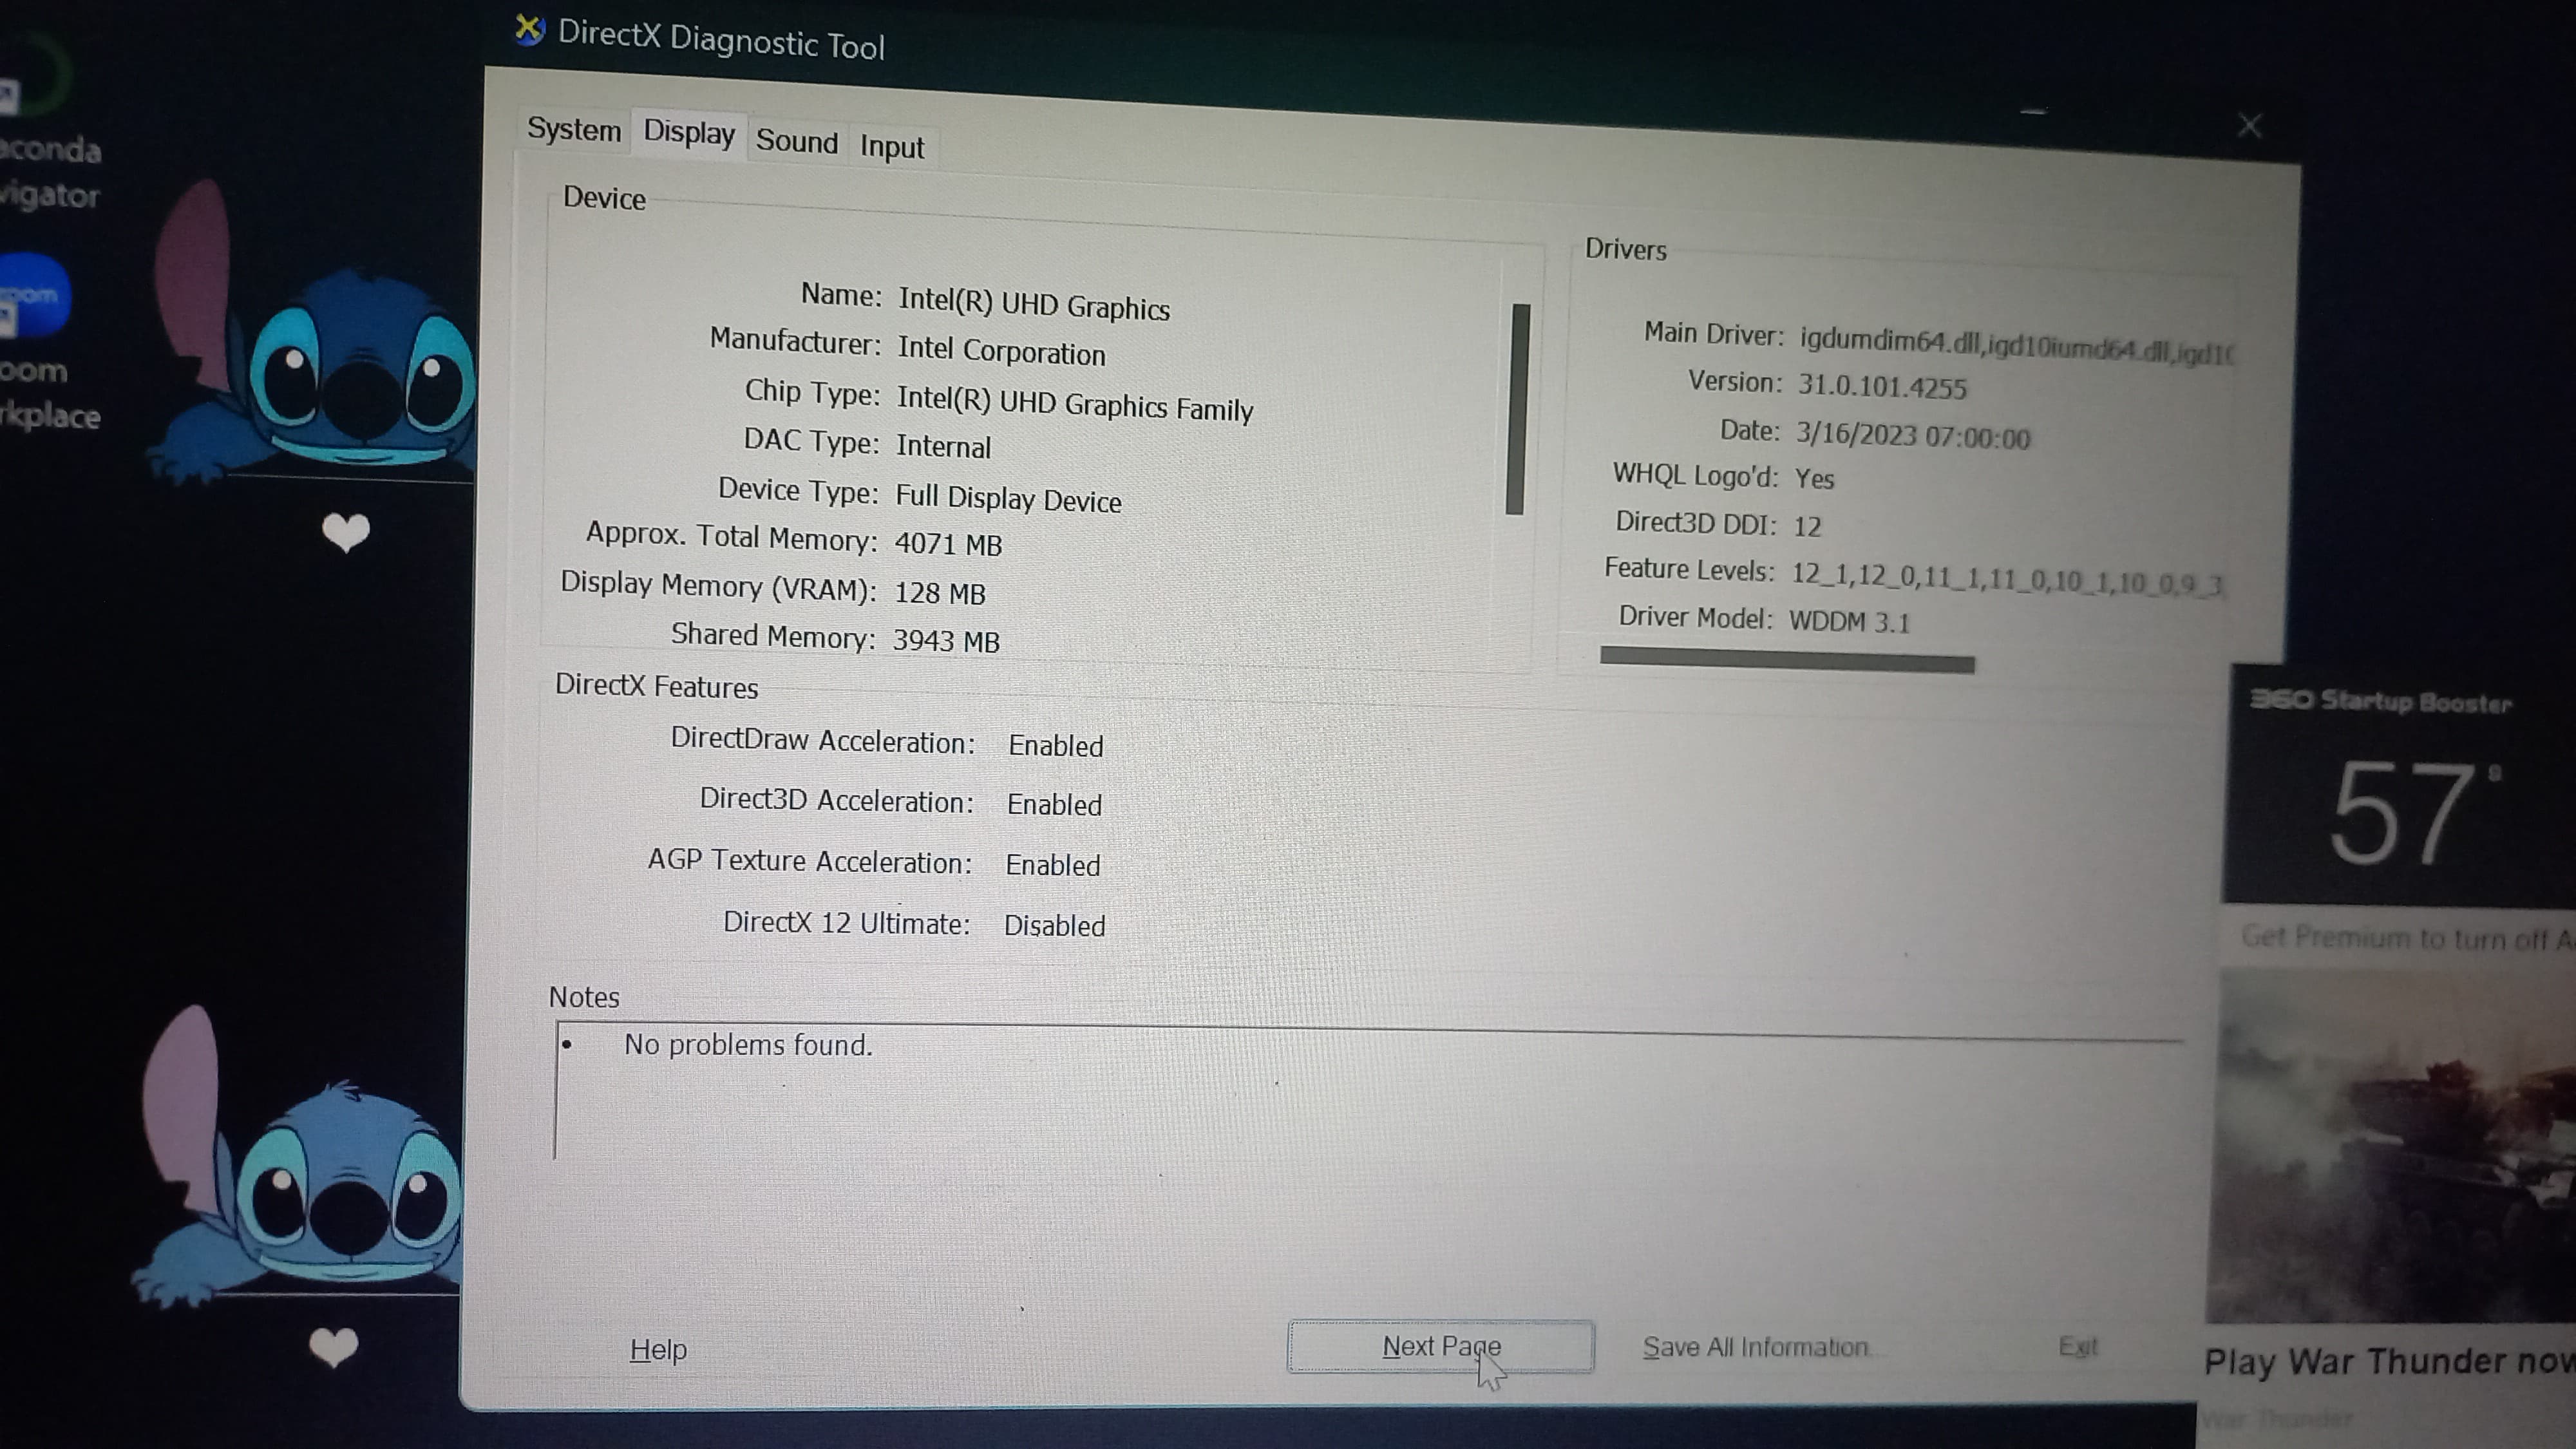 DirectX Diagnostic Tool
System
Display
Sound
Input
Device
Name: Intel(R) UHD Graphics
Manufacturer: Intel Corporation
Chip Type: Intel(R) UHD Graphics Family
DAC Type: Internal
Device Type: Full Display Device
Approx. Total Memory: 4071 MB
Display Memory (VRAM): 128 MB
Shared Memory: 3943 MB
Drivers
Main Driver: igdumdim64.dll,igd10iumd64.dll,igd10
Version: 31.0.101.4255
Date: 3/16/2023 07:00:00
WHQL Logo'd: Yes
Direct3D DDI: 12
Feature Levels: 12_1,12_0,11_1,11_0,10_1,10_0,9_3
Driver Model: WDDM 3.1
DirectX Features
DirectDraw Acceleration: Enabled
Direct3D Acceleration: Enabled
AGP Texture Acceleration: Enabled
DirectX 12 Ultimate: Disabled
Notes
• No problems found.
Help
Next Page
Save All Information...
Exit
aconda
vigator
oom
oom
rkplace
360 Startup Booster
57 s
Get Premium to turn off A
Play War Thunder now
War Thunder